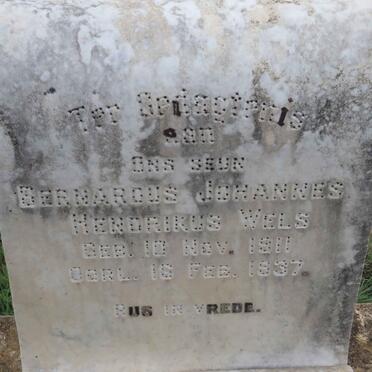 Ter Gedagtenis
aan
Ons seun
Bernardus Johannes
Hendrikus Wels
Geb: 10 Nov. 1911
Oorl. 16 Feb. 1937.
Rus in vrede.